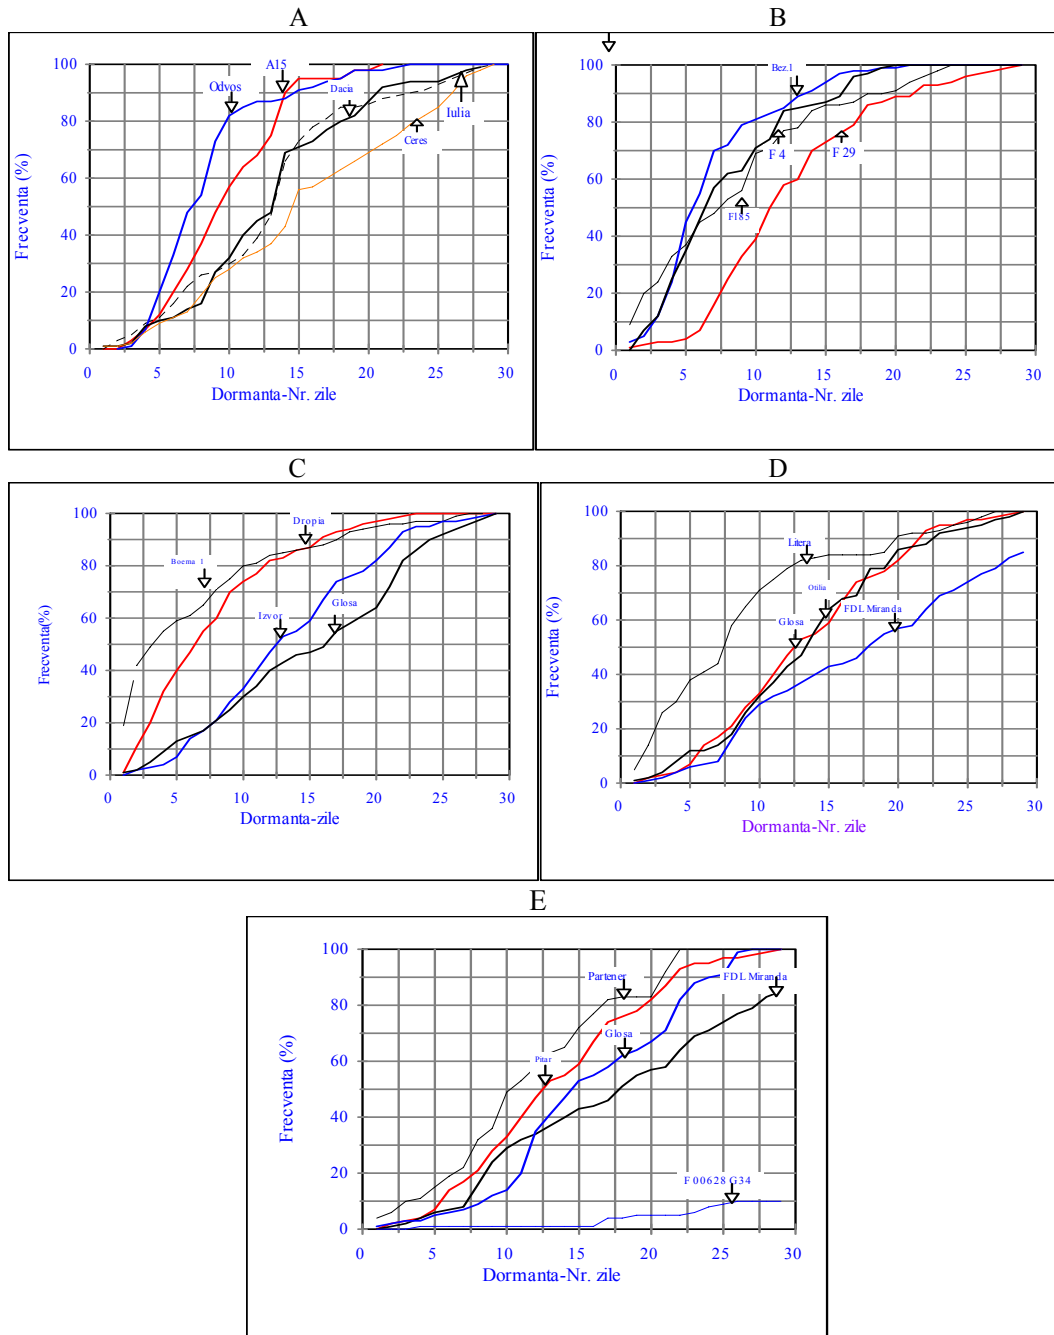 A
B
100
80
60
40
20
0
0 5 10 15 20 25 30
Frecventa (%)
Dormanta-Nr. zile
Odvos
A15
Dacia
Ceres
Iulia
100
80
60
40
20
0
0 5 10 15 20 25 30
Frecventa (%)
Dormanta-Nr. zile
Bez.1
F 4
F 29
F185
C
D
100
80
60
40
20
0
0 5 10 15 20 25 30
Frecventa(%)
Dormanta-zile
Dropia
Boema 1
Izvor
Glosa
100
80
60
40
20
0
0 5 10 15 20 25 30
Frecventa (%)
Dormanta-Nr. zile
Litera
Otilia
Glosa
FDL Miranda
E
100
80
60
40
20
0
0 5 10 15 20 25 30
Frecventa (%)
Dormanta-Nr. zile
Partener
FDL Miranda
Glosa
Pitar
F 00628 G34